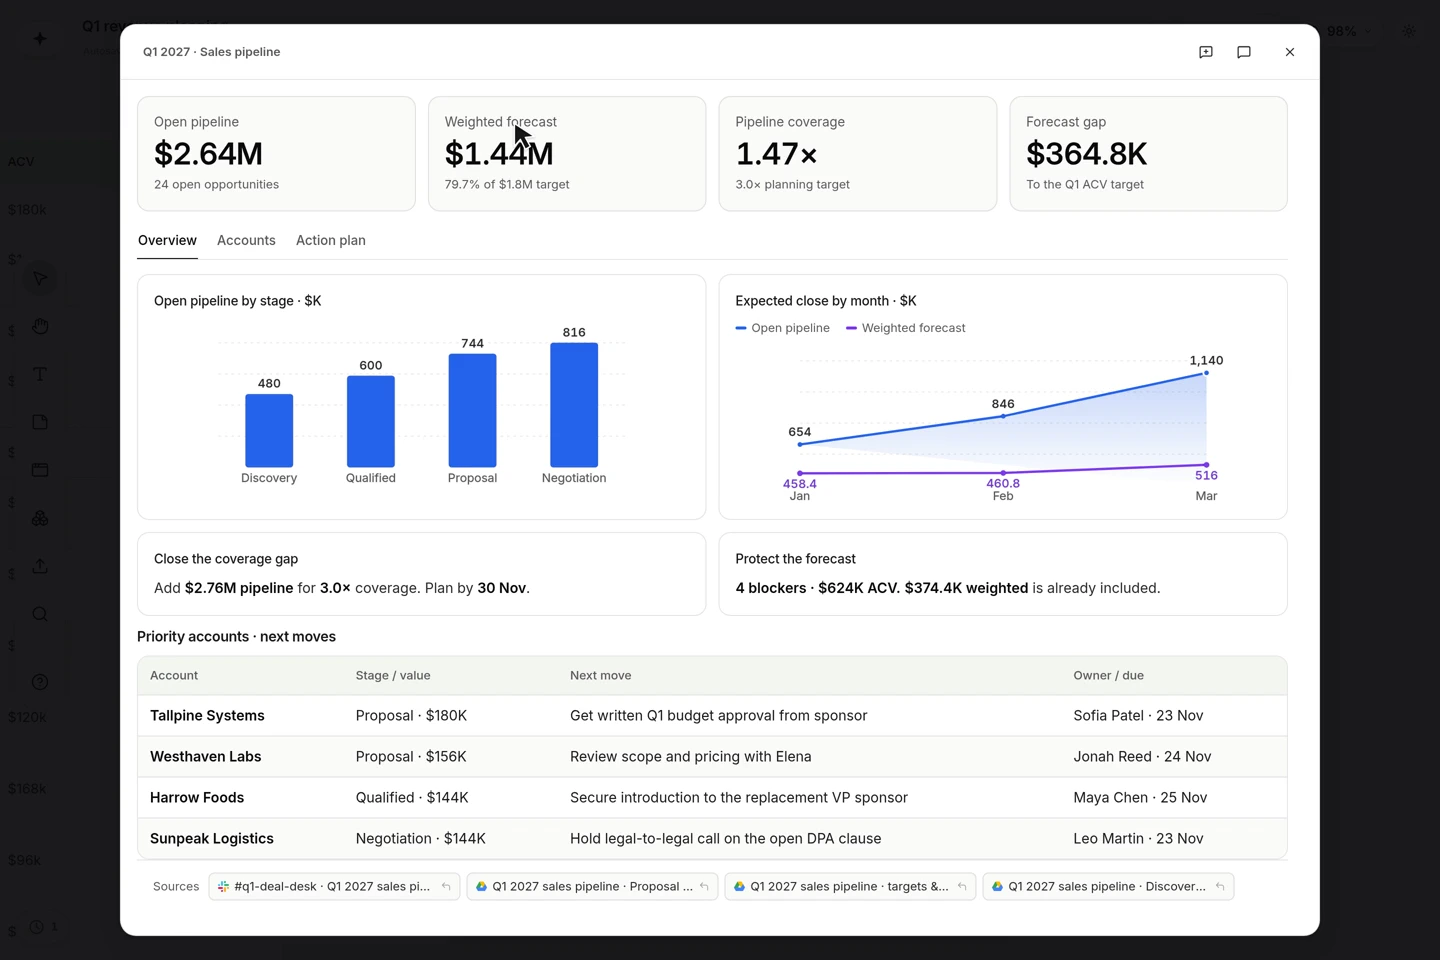 Q1 rev
98%
ACV
$180k
$120k
$168k
$96k
Q1 2027 · Sales pipeline
Open pipeline
$2.64M
24 open opportunities
Weighted forecast
$1.44M
79.7% of $1.8M target
Pipeline coverage
1.47×
3.0× planning target
Forecast gap
$364.8K
To the Q1 ACV target
Overview Accounts Action plan
Open pipeline by stage · $K
480
600
744
816
Discovery Qualified Proposal Negotiation
Expected close by month · $K
Open pipeline Weighted forecast
654
846
1,140
458.4
460.8
516
Jan Feb Mar
Close the coverage gap
Add $2.76M pipeline for 3.0× coverage. Plan by 30 Nov.
Protect the forecast
4 blockers · $624K ACV. $374.4K weighted is already included.
Priority accounts · next moves
Account Stage / value Next move Owner / due
Tallpine Systems Proposal · $180K Get written Q1 budget approval from sponsor Sofia Patel · 23 Nov
Westhaven Labs Proposal · $156K Review scope and pricing with Elena Jonah Reed · 24 Nov
Harrow Foods Qualified · $144K Secure introduction to the replacement VP sponsor Maya Chen · 25 Nov
Sunpeak Logistics Negotiation · $144K Hold legal-to-legal call on the open DPA clause Leo Martin · 23 Nov
Sources #q1-deal-desk · Q1 2027 sales pi... Q1 2027 sales pipeline · Proposal ... Q1 2027 sales pipeline · targets &... Q1 2027 sales pipeline · Discover...